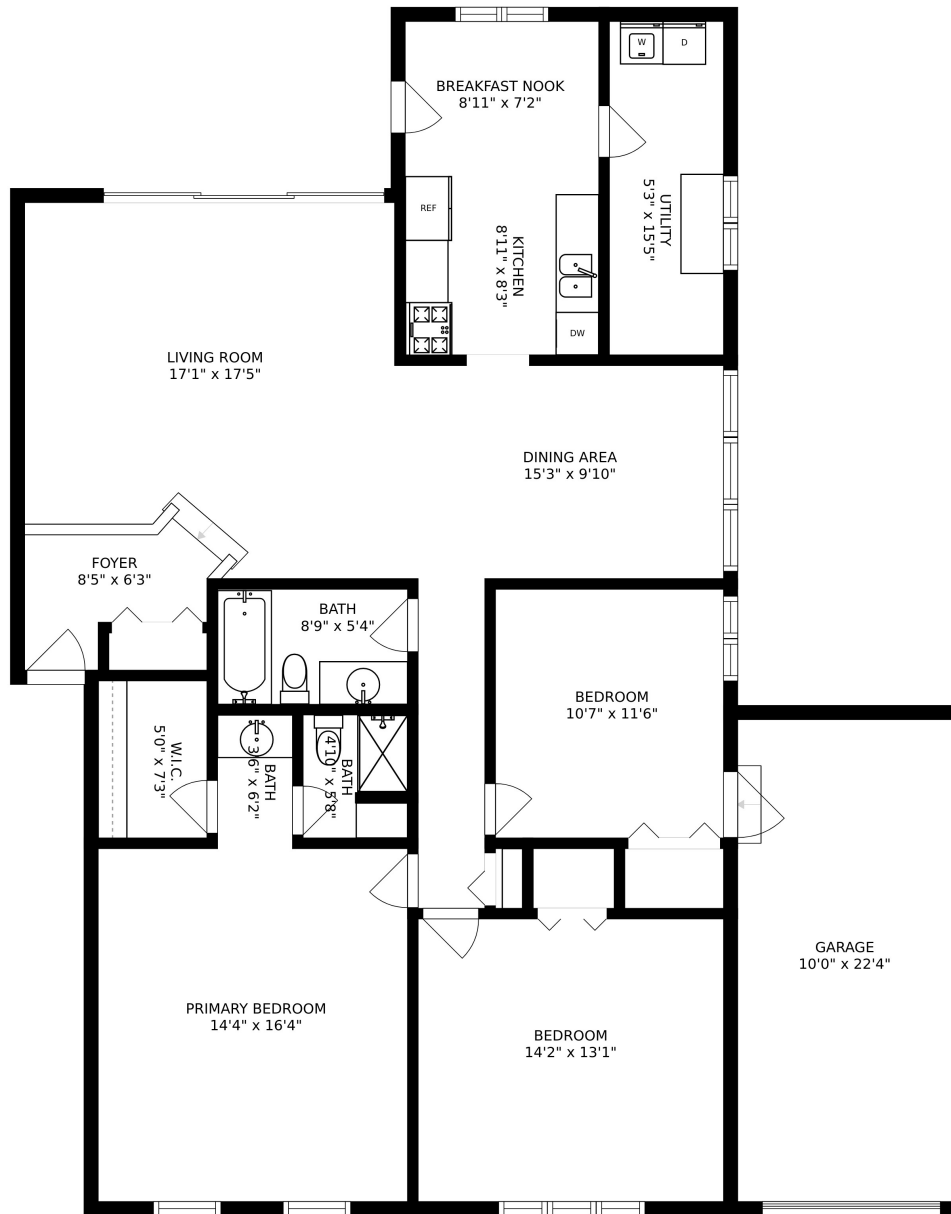 W
D
BREAKFAST NOOK
8'11" x 7'2"
REF
UTILITY
5'3" x 15'5"
KITCHEN
8'11" x 8'3"
DW
LIVING ROOM
17'1" x 17'5"
DINING AREA
15'3" x 9'10"
FOYER
8'5" x 6'3"
BATH
8'9" x 5'4"
BEDROOM
10'7" x 11'6"
W.I.C.
5'0" x 7'3"
BATH
3'6" x 6'2"
BATH
4'10" x 5'8"
GARAGE
10'0" x 22'4"
PRIMARY BEDROOM
14'4" x 16'4"
BEDROOM
14'2" x 13'1"